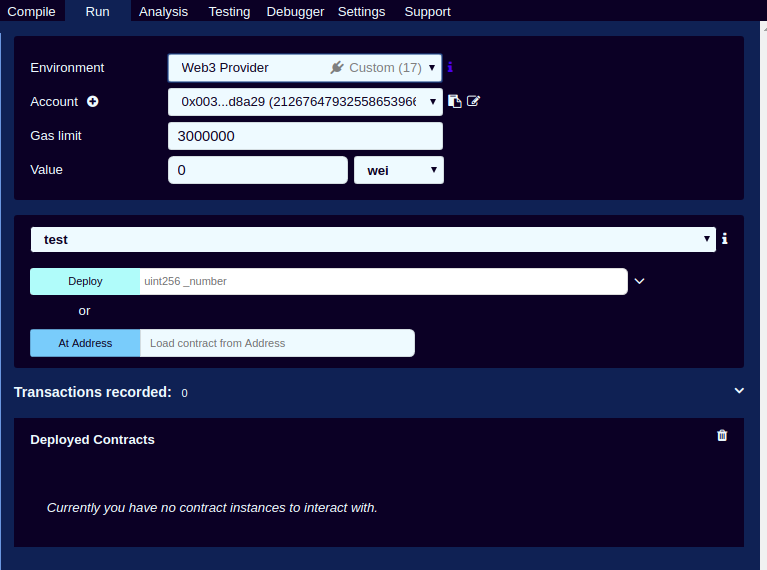 Compile Run Analysis Testing Debugger Settings Support
Environment Web3 Provider Custom (17)
Account 0x003...d8a29 (21267647932558653966
Gas limit 3000000
Value 0 wei
test
Deploy uint256 _number
or
At Address Load contract from Address
Transactions recorded: 0
Deployed Contracts
Currently you have no contract instances to interact with.